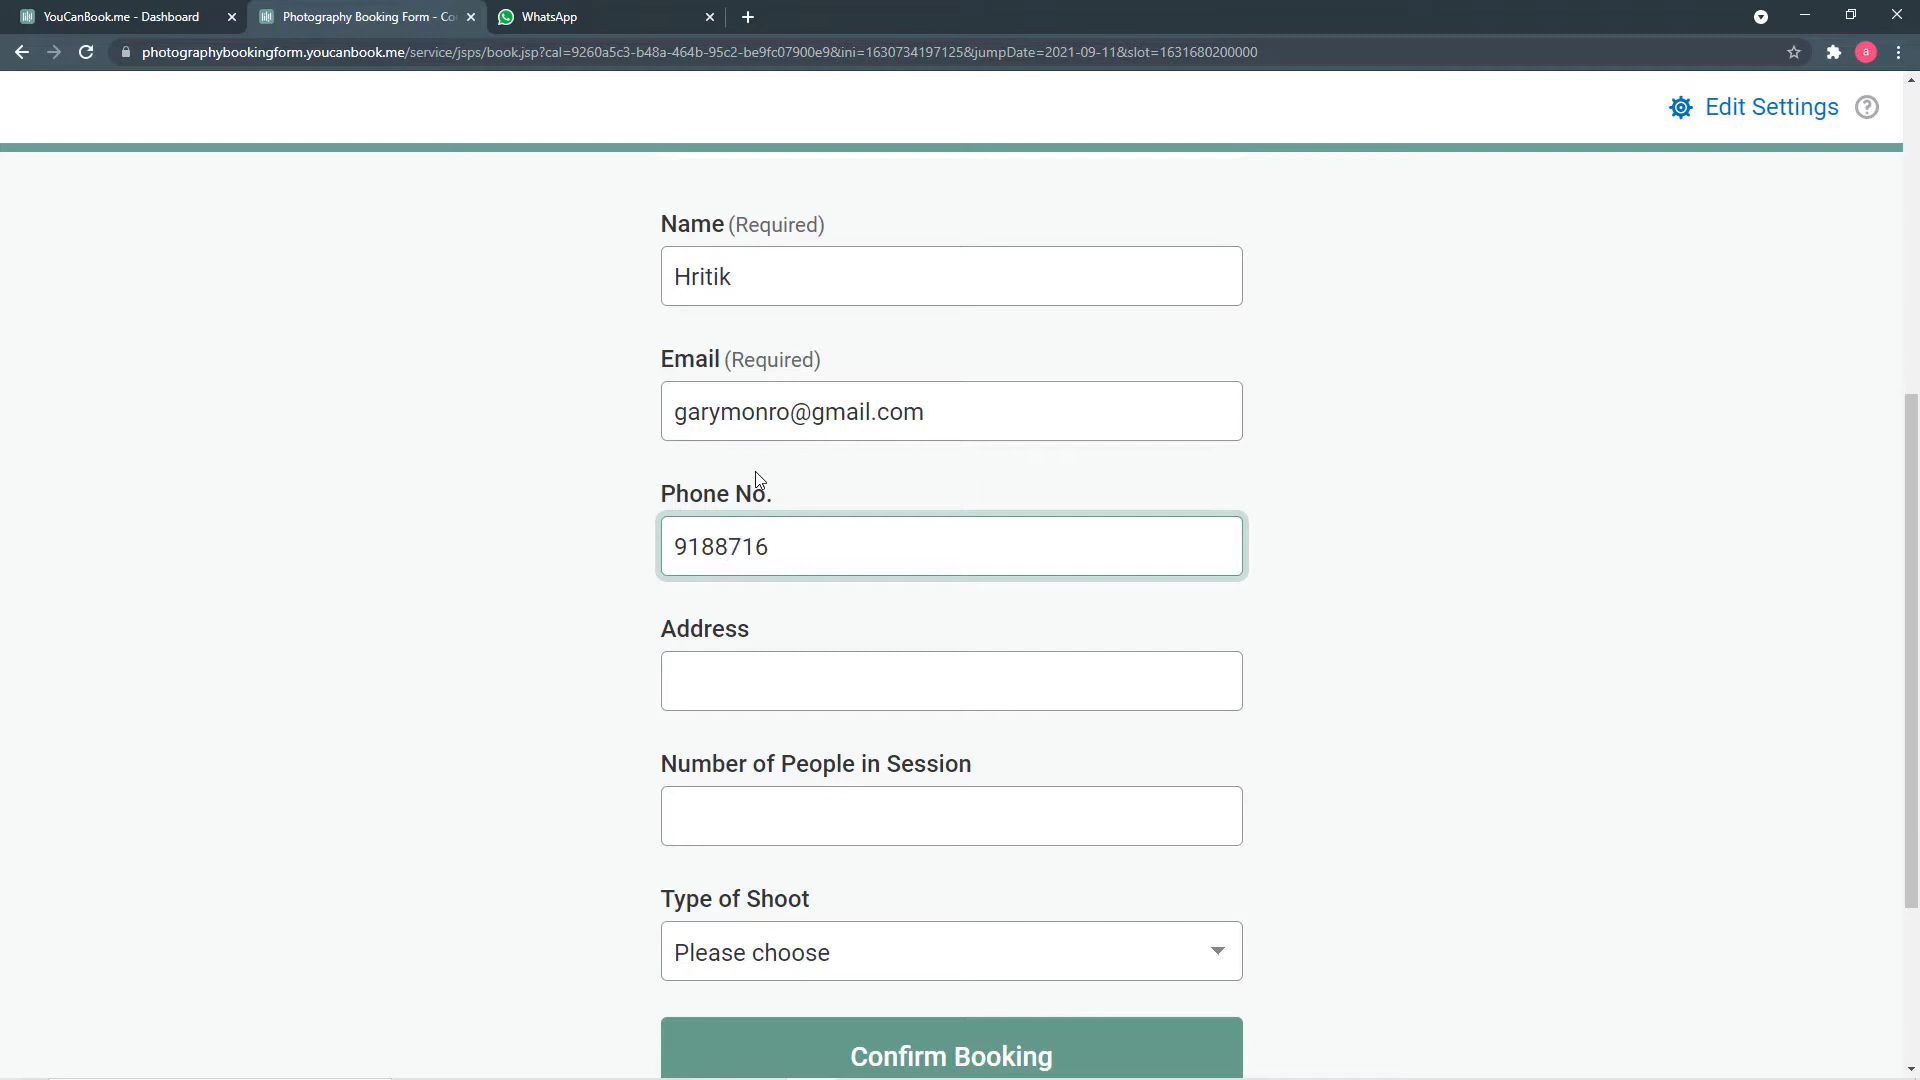 YouCanBook.me - Dashboard
Photography Booking Form - Co
WhatsApp
photographybookingform.youcanbook.me/service/jsps/book.jsp?cal=9260a5c3-b48a-464b-95c2-be9fc07900e9&ini=1630734197125&jumpDate=2021-09-11&slot=1631680200000
a
Edit Settings
?
Name (Required)
Hritik
Email (Required)
garymonro@gmail.com
Phone No.
9188716
Address
Number of People in Session
Type of Shoot
Please choose
Confirm Booking